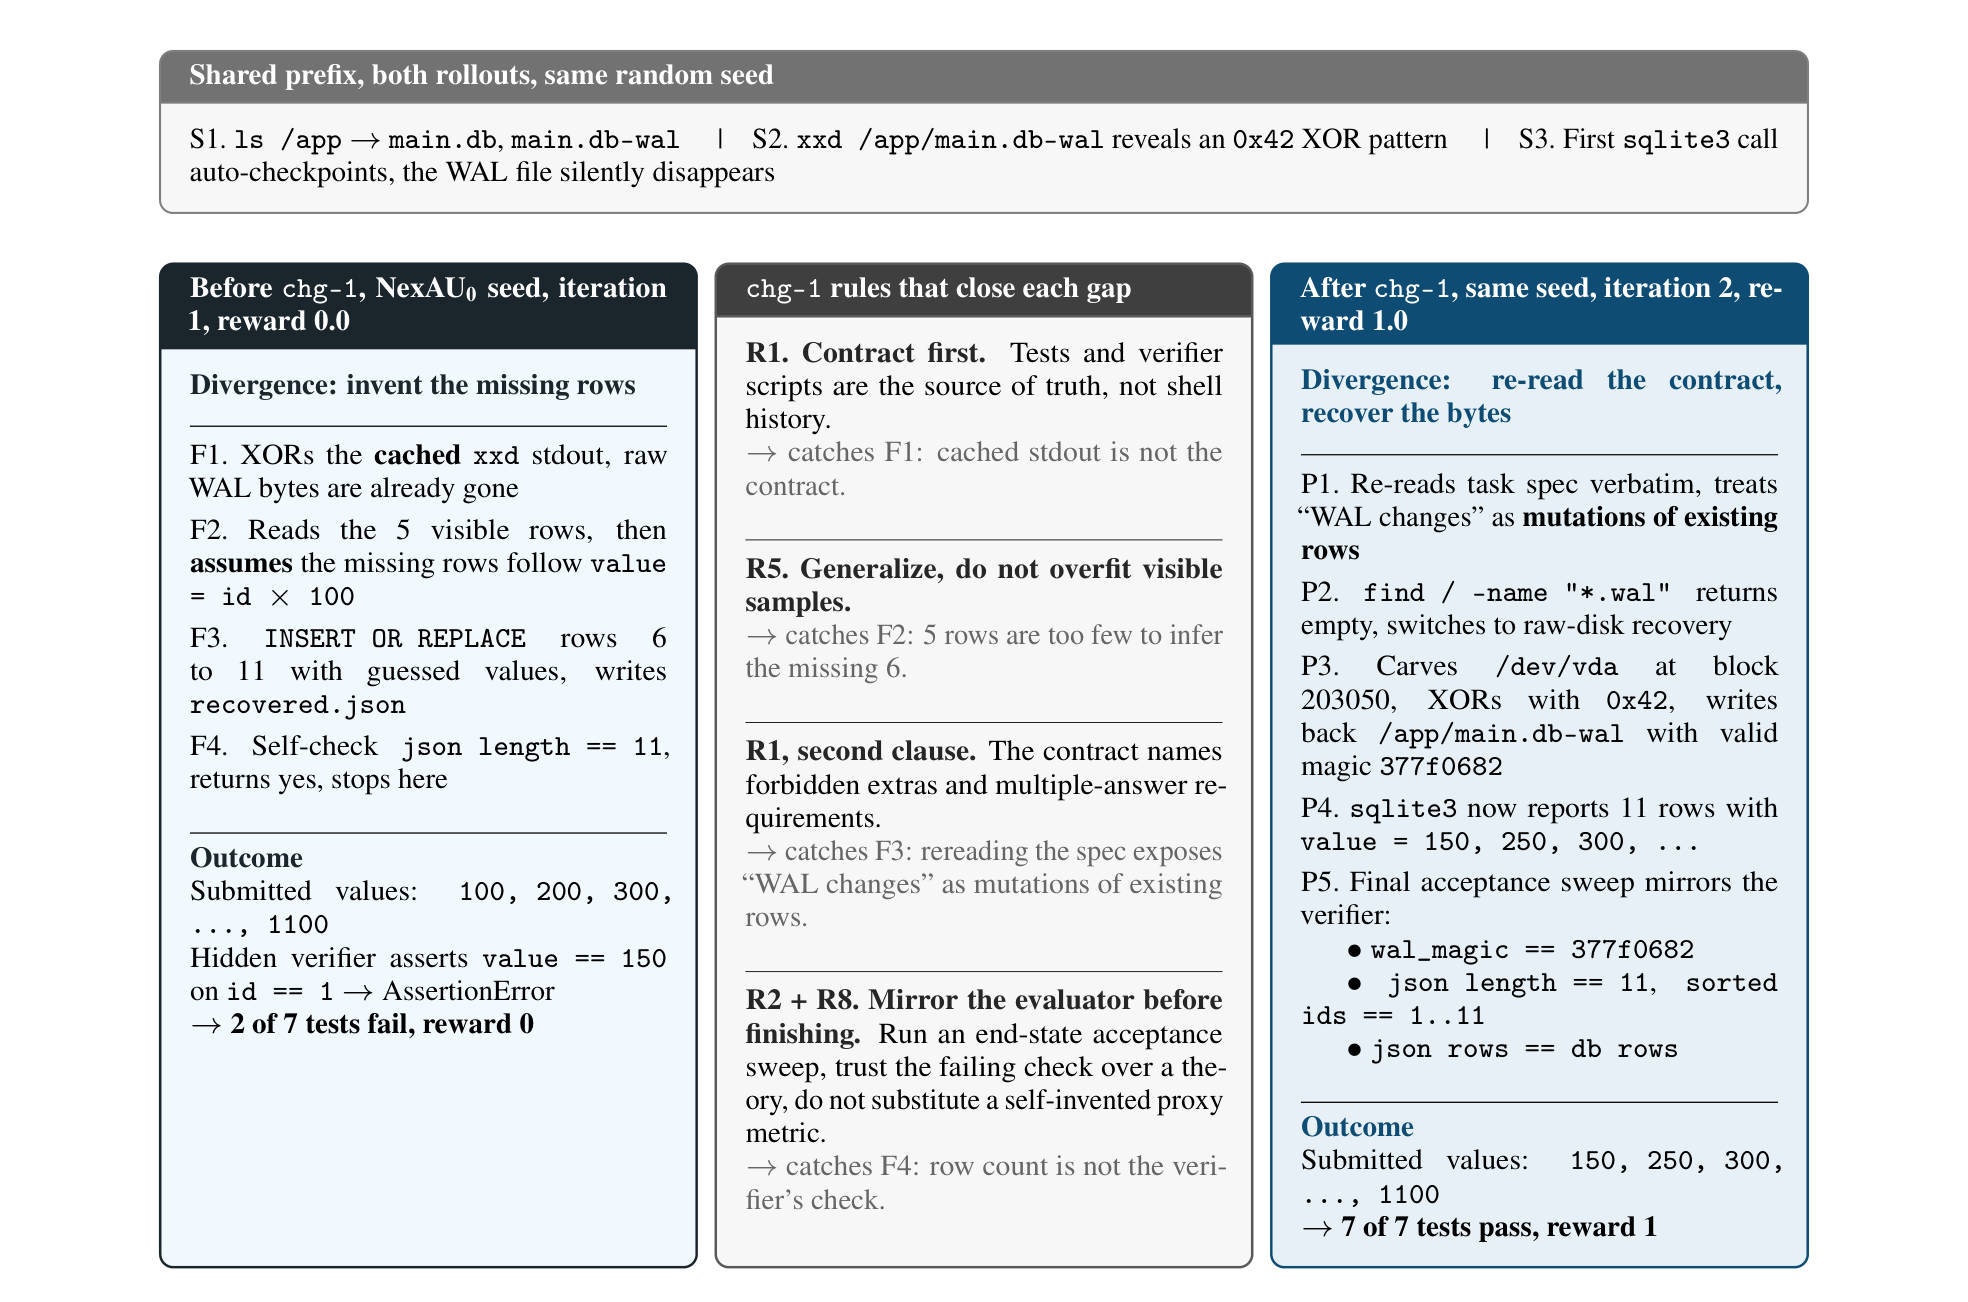 Shared prefix, both rollouts, same random seed
S1. ls /app → main.db, main.db-wal | S2. xxd /app/main.db-wal reveals an 0x42 XOR pattern | S3. First sqlite3 call
auto-checkpoints, the WAL file silently disappears
Before chg-1, NexAU₀ seed, iteration
1, reward 0.0
Divergence: invent the missing rows
F1. XORs the cached xxd stdout, raw
WAL bytes are already gone
F2. Reads the 5 visible rows, then
assumes the missing rows follow value
= id × 100
F3. INSERT OR REPLACE rows 6
to 11 with guessed values, writes
recovered.json
F4. Self-check json length == 11,
returns yes, stops here
Outcome
Submitted values: 100, 200, 300,
..., 1100
Hidden verifier asserts value == 150
on id == 1 → AssertionError
→ 2 of 7 tests fail, reward 0
chg-1 rules that close each gap
R1. Contract first. Tests and verifier
scripts are the source of truth, not shell
history.
→ catches F1: cached stdout is not the
contract.
R5. Generalize, do not overfit visible
samples.
→ catches F2: 5 rows are too few to infer
the missing 6.
R1, second clause. The contract names
forbidden extras and multiple-answer re-
quirements.
→ catches F3: rereading the spec exposes
“WAL changes” as mutations of existing
rows.
R2 + R8. Mirror the evaluator before
finishing. Run an end-state acceptance
sweep, trust the failing check over a the-
ory, do not substitute a self-invented proxy
metric.
→ catches F4: row count is not the veri-
fier’s check.
After chg-1, same seed, iteration 2, re-
ward 1.0
Divergence: re-read the contract,
recover the bytes
P1. Re-reads task spec verbatim, treats
“WAL changes” as mutations of existing
rows
P2. find / -name "*.wal" returns
empty, switches to raw-disk recovery
P3. Carves /dev/vda at block
203050, XORs with 0x42, writes
back /app/main.db-wal with valid
magic 377f0682
P4. sqlite3 now reports 11 rows with
value = 150, 250, 300, ...
P5. Final acceptance sweep mirrors the
verifier:
• wal_magic == 377f0682
• json length == 11, sorted
ids == 1..11
• json rows == db rows
Outcome
Submitted values: 150, 250, 300,
..., 1100
→ 7 of 7 tests pass, reward 1